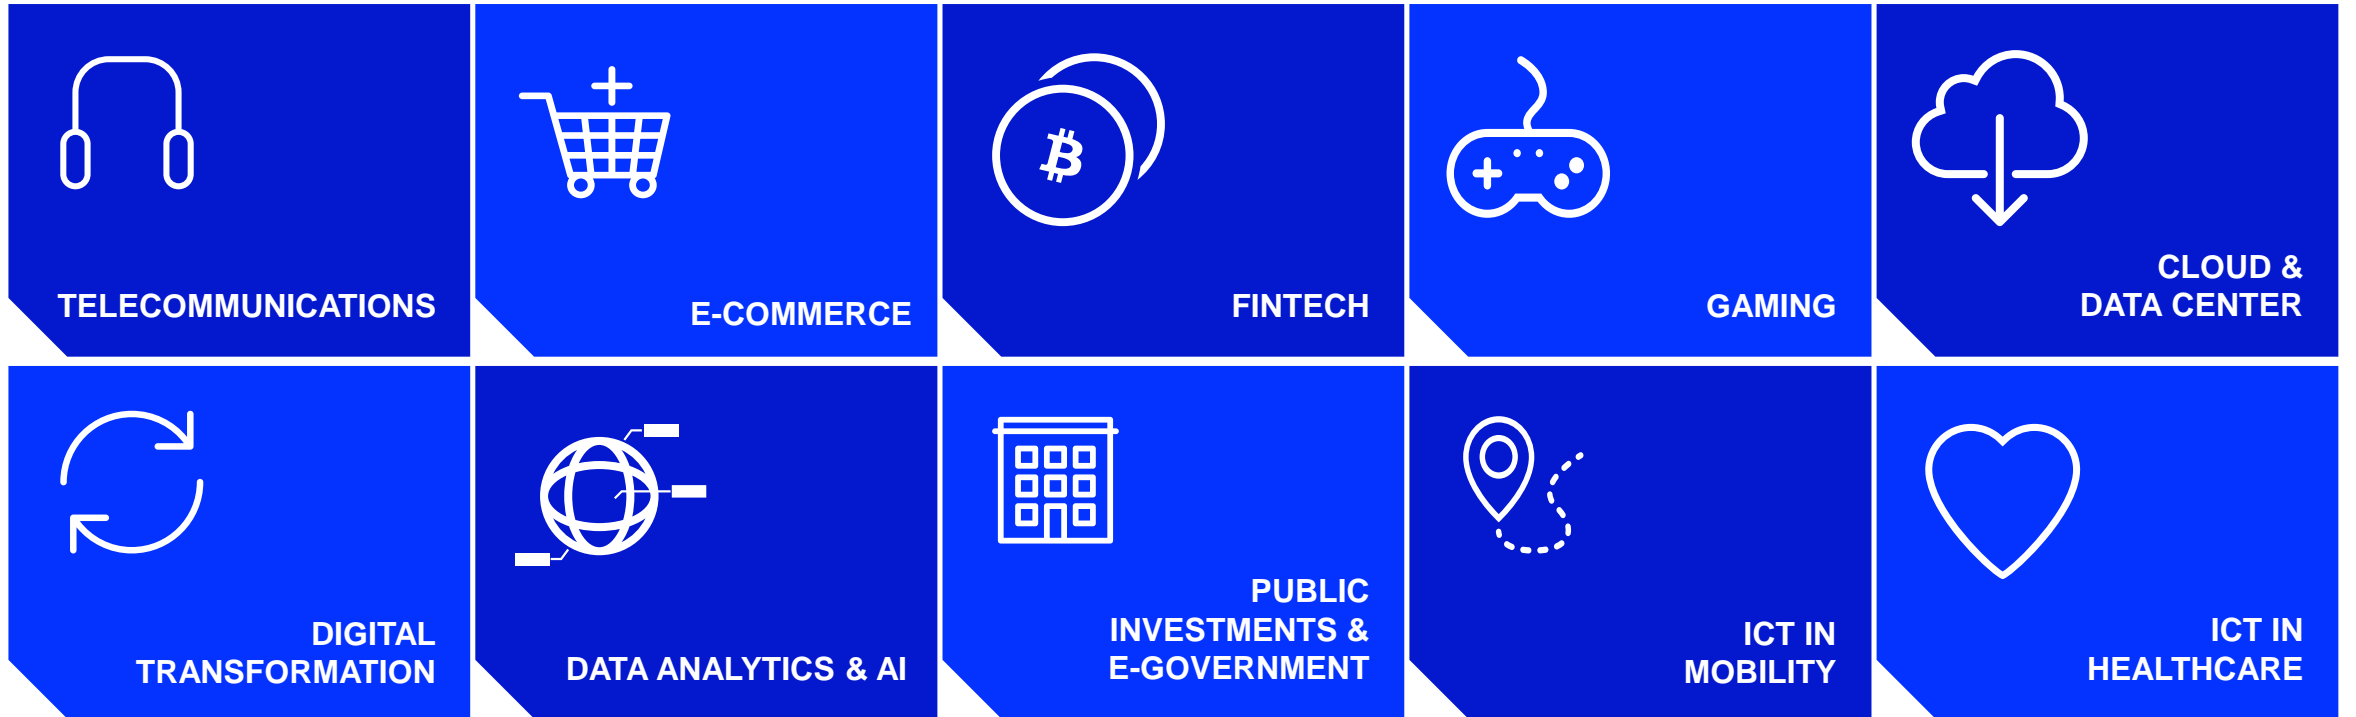 TELECOMMUNICATIONS
E-COMMERCE
FINTECH
GAMING
CLOUD &
DATA CENTER
DIGITAL
TRANSFORMATION
DATA ANALYTICS & AI
PUBLIC
INVESTMENTS &
E-GOVERNMENT
ICT IN
MOBILITY
ICT IN
HEALTHCARE